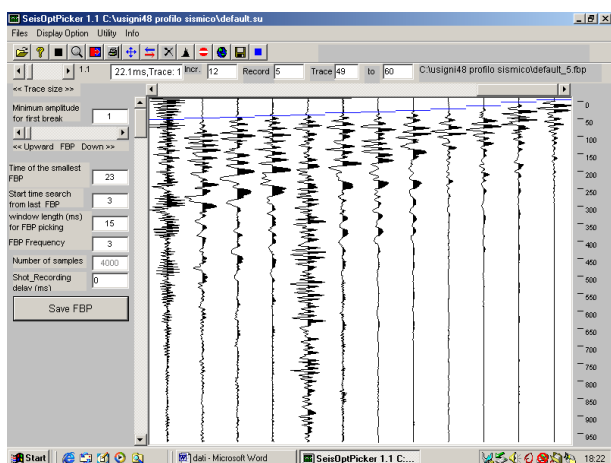 SeisOptPicker 1.1 C:\usigni48 profilo sismico\default.su
Files Display Option Utility Info
1:1 22.1ms,Trace: 1 Incr. 12 Record 5 Trace 49 to 60 C:\usigni48 profilo sismico\default_5.fbp
<< Trace size >>
Minimum amplitude
for first break 1
<< Upward FBP Down >>
Time of the smallest
FBP 23
Start time search
from last FBP 3
window length (ms)
for FBP picking 15
FBP Frequency 3
Number of samples 4000
Shot_Recording
delay (ms) 0
Save FBP
0
50
100
150
200
250
300
350
400
450
500
550
600
650
700
750
800
850
900
950
Start dati - Microsoft Word SeisOptPicker 1.1 C:... 18:22